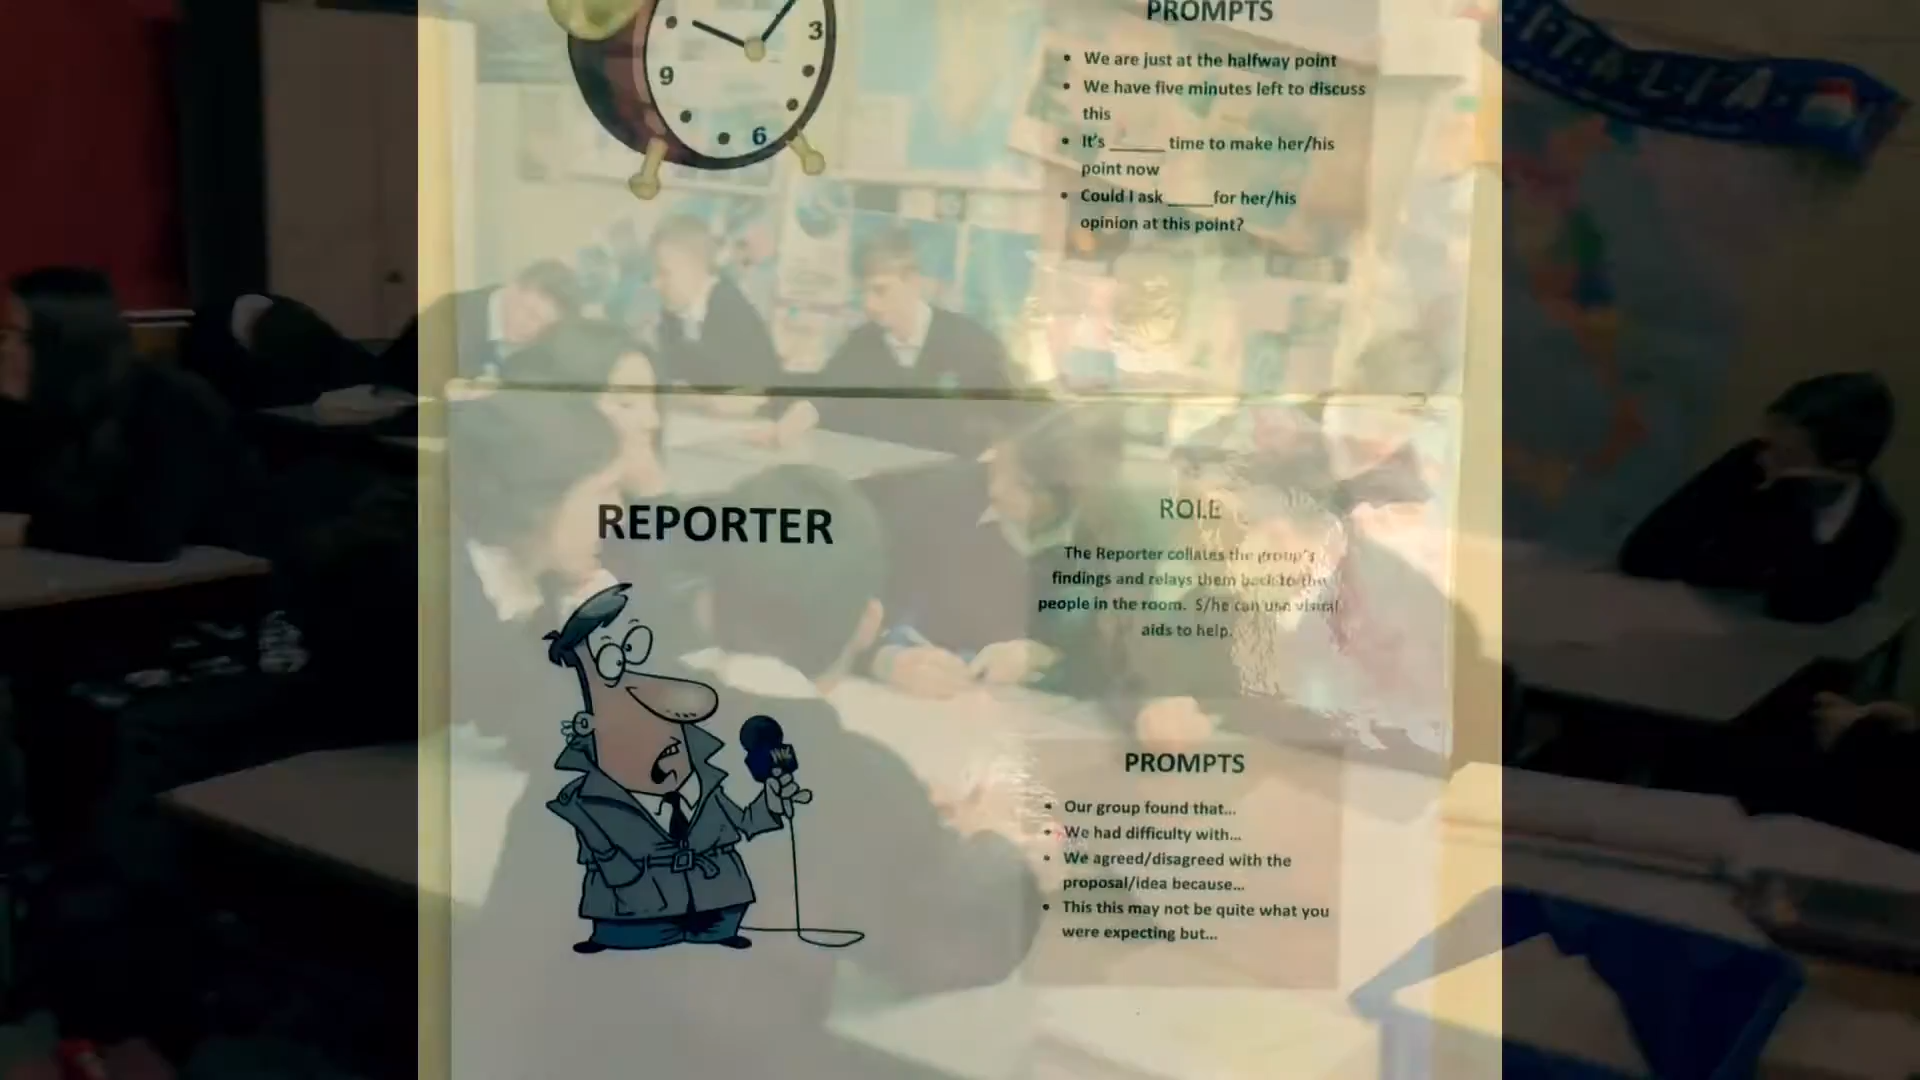 PROMPTS
• We are just at the halfway point
• We have five minutes left to discuss
this
• It's ______ time to make her/his
point now
• Could I ask _____for her/his
opinion at this point?
3
9
6
ITALIA
REPORTER
ROLE
The Reporter collates the group's
findings and relays them back to the
people in the room. S/he can use visual
aids to help.
PROMPTS
• Our group found that...
• We had difficulty with...
• We agreed/disagreed with the
proposal/idea because...
• This this may not be quite what you
were expecting but...